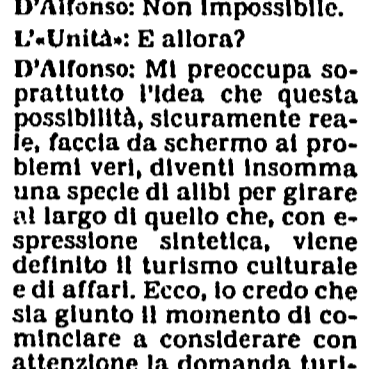 D'Alfonso: Non impossibile.
L'«Unità»: E allora?
D'Alfonso: Mi preoccupa so-
prattutto l'idea che questa
possibilità, sicuramente rea-
le, faccia da schermo ai pro-
blemi veri, diventi insomma
una specie di alibi per girare
al largo di quello che, con e-
spressione sintetica, viene
definito il turismo culturale
e di affari. Ecco, io credo che
sia giunto il momento di co-
minciare a considerare con
attenzione la domanda turi-